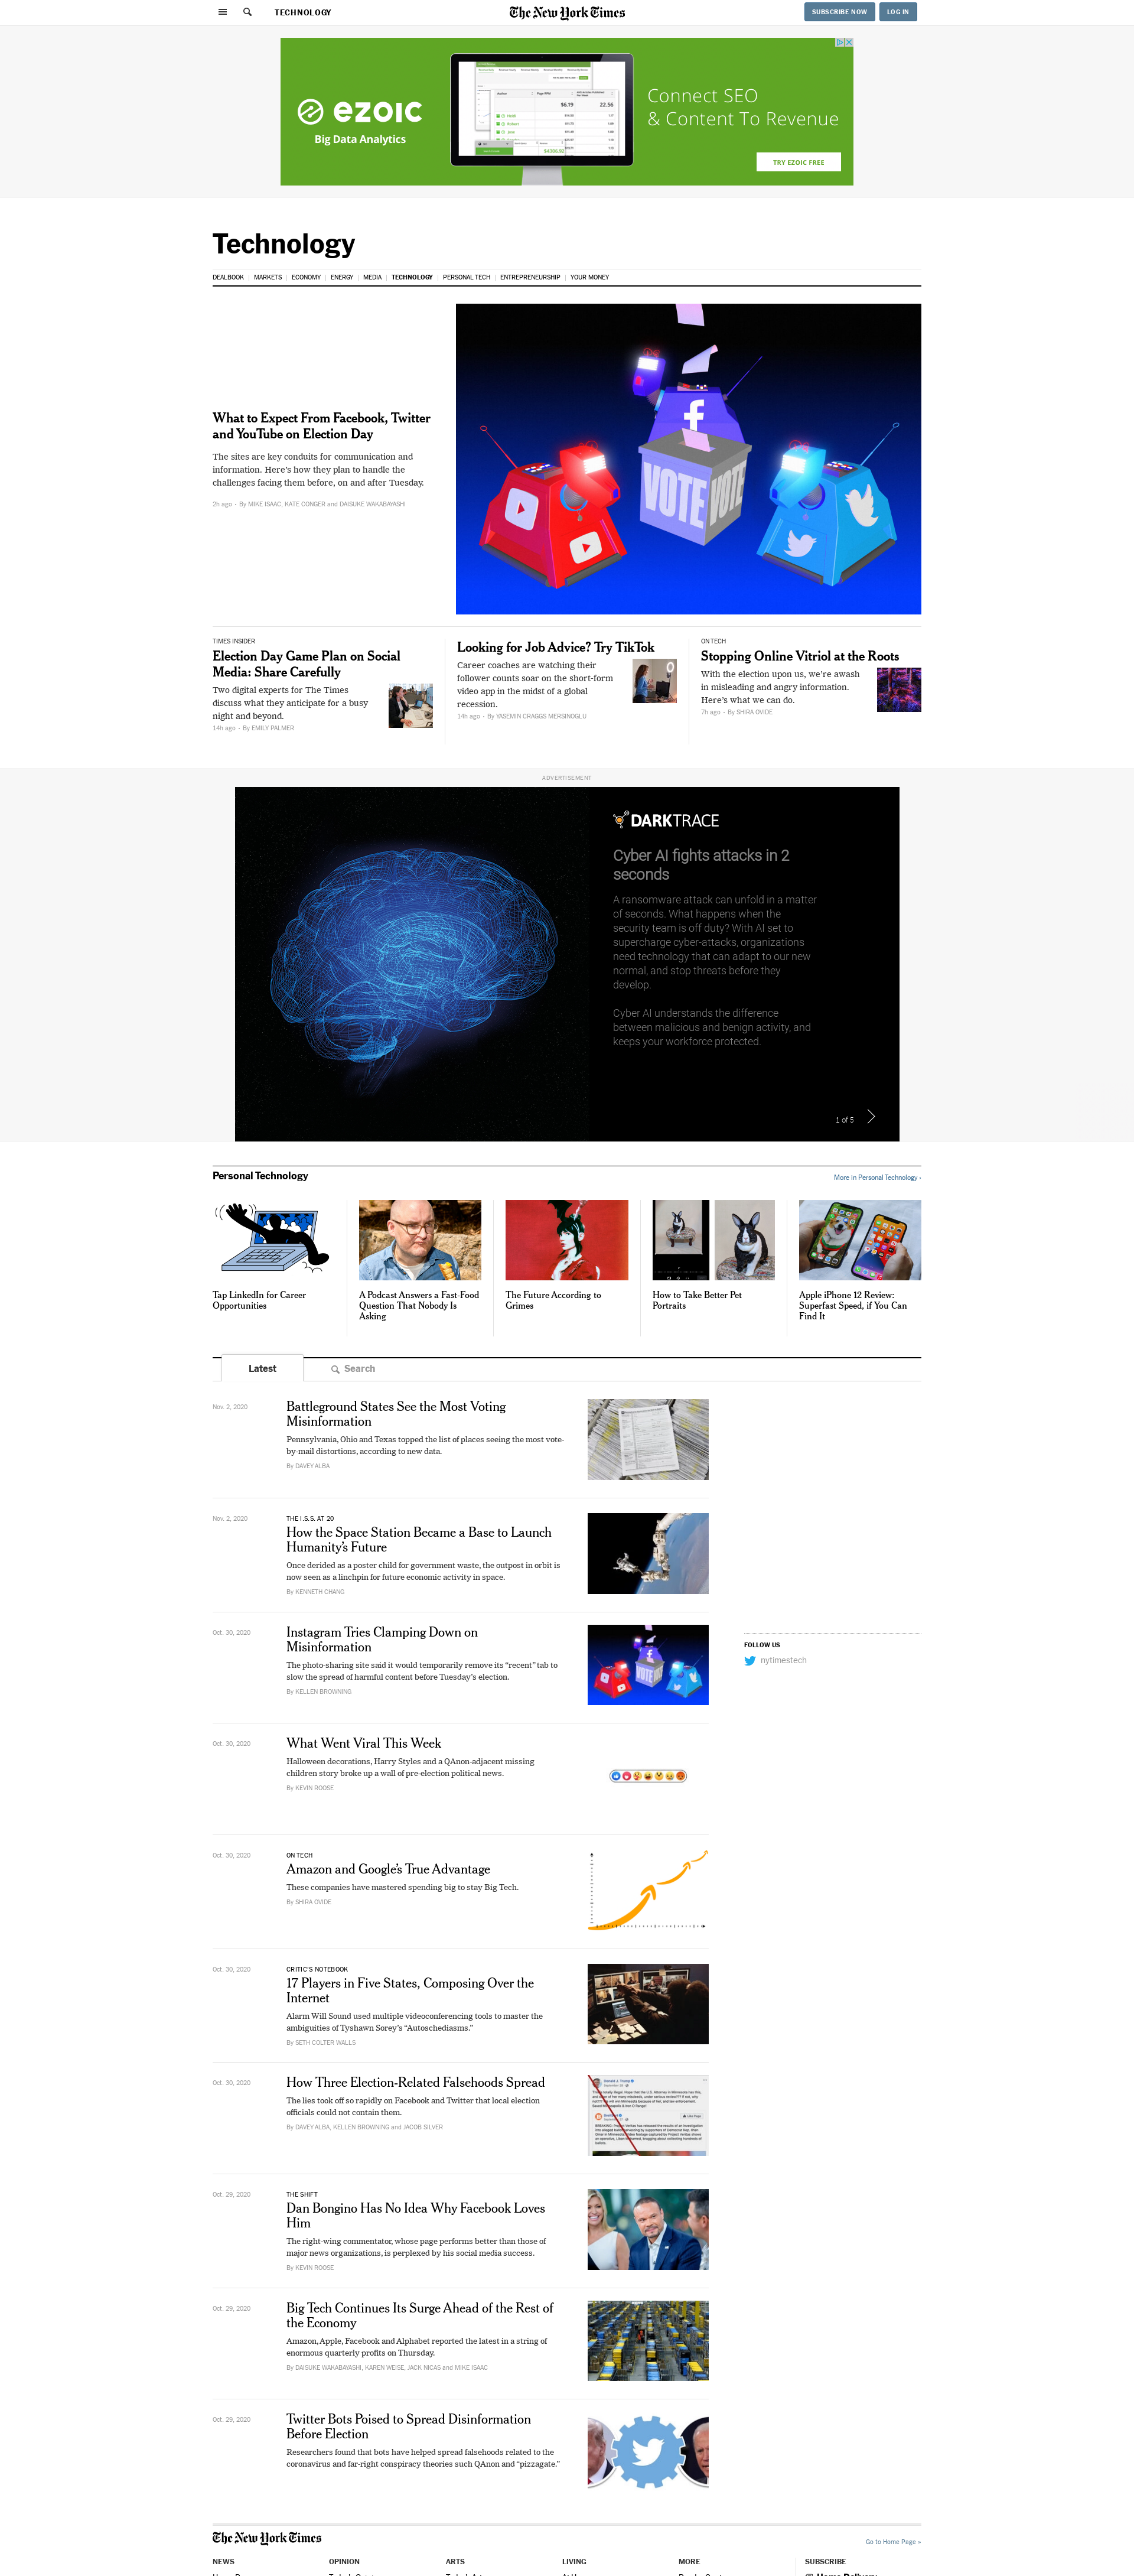 TECHNOLOGY
The New York Times
SUBSCRIBE NOW
LOG IN
ezoic
Big Data Analytics
Connect SEO
& Content To Revenue
TRY EZOIC FREE
Technology
DEALBOOK | MARKETS | ECONOMY | ENERGY | MEDIA | TECHNOLOGY | PERSONAL TECH | ENTREPRENEURSHIP | YOUR MONEY
What to Expect From Facebook, Twitter
and YouTube on Election Day
The sites are key conduits for communication and
information. Here's how they plan to handle the
challenges facing them before, on and after Tuesday.
2h ago • By MIKE ISAAC, KATE CONGER and DAISUKE WAKABAYASHI
VOTE
VOTE
TIMES INSIDER
Election Day Game Plan on Social
Media: Share Carefully
Two digital experts for The Times
discuss what they anticipate for a busy
night and beyond.
14h ago • By EMILY PALMER
Looking for Job Advice? Try TikTok
Career coaches are watching their
follower counts soar on the short-form
video app in the midst of a global
recession.
14h ago • By YASEMIN CRAGGS MERSINOGLU
ON TECH
Stopping Online Vitriol at the Roots
With the election upon us, we're awash
in misleading and angry information.
Here's what we can do.
7h ago • By SHIRA OVIDE
ADVERTISEMENT
DARKTRACE
Cyber AI fights attacks in 2
seconds
A ransomware attack can unfold in a matter
of seconds. What happens when the
security team is off duty? With AI set to
supercharge cyber-attacks, organizations
need technology that can adapt to our new
normal, and stop threats before they
develop.
Cyber AI understands the difference
between malicious and benign activity, and
keeps your workforce protected.
1 of 5
Personal Technology
More in Personal Technology ›
Tap LinkedIn for Career
Opportunities
A Podcast Answers a Fast-Food
Question That Nobody Is
Asking
The Future According to
Grimes
How to Take Better Pet
Portraits
Apple iPhone 12 Review:
Superfast Speed, if You Can
Find It
Latest
Search
Nov. 2, 2020
Battleground States See the Most Voting
Misinformation
Pennsylvania, Ohio and Texas topped the list of places seeing the most vote-
by-mail distortions, according to new data.
By DAVEY ALBA
Nov. 2, 2020
THE I.S.S. AT 20
How the Space Station Became a Base to Launch
Humanity's Future
Once derided as a poster child for government waste, the outpost in orbit is
now seen as a linchpin for future economic activity in space.
By KENNETH CHANG
Oct. 30, 2020
Instagram Tries Clamping Down on
Misinformation
The photo-sharing site said it would temporarily remove its "recent" tab to
slow the spread of harmful content before Tuesday's election.
By KELLEN BROWNING
VOTE
FOLLOW US
nytimestech
Oct. 30, 2020
What Went Viral This Week
Halloween decorations, Harry Styles and a QAnon-adjacent missing
children story broke up a wall of pre-election political news.
By KEVIN ROOSE
Oct. 30, 2020
ON TECH
Amazon and Google's True Advantage
These companies have mastered spending big to stay Big Tech.
By SHIRA OVIDE
Oct. 30, 2020
CRITIC'S NOTEBOOK
17 Players in Five States, Composing Over the
Internet
Alarm Will Sound used multiple videoconferencing tools to master the
ambiguities of Tyshawn Sorey's "Autoschediasms."
By SETH COLTER WALLS
Oct. 30, 2020
How Three Election-Related Falsehoods Spread
The lies took off so rapidly on Facebook and Twitter that local election
officials could not contain them.
By DAVEY ALBA, KELLEN BROWNING and JACOB SILVER
Oct. 29, 2020
THE SHIFT
Dan Bongino Has No Idea Why Facebook Loves
Him
The right-wing commentator, whose page performs better than those of
major news organizations, is perplexed by his social media success.
By KEVIN ROOSE
Oct. 29, 2020
Big Tech Continues Its Surge Ahead of the Rest of
the Economy
Amazon, Apple, Facebook and Alphabet reported the latest in a string of
enormous quarterly profits on Thursday.
By DAISUKE WAKABAYASHI, KAREN WEISE, JACK NICAS and MIKE ISAAC
Oct. 29, 2020
Twitter Bots Poised to Spread Disinformation
Before Election
Researchers found that bots have helped spread falsehoods related to the
coronavirus and far-right conspiracy theories such QAnon and "pizzagate."
The New York Times
Go to Home Page »
NEWS
OPINION
ARTS
LIVING
MORE
SUBSCRIBE